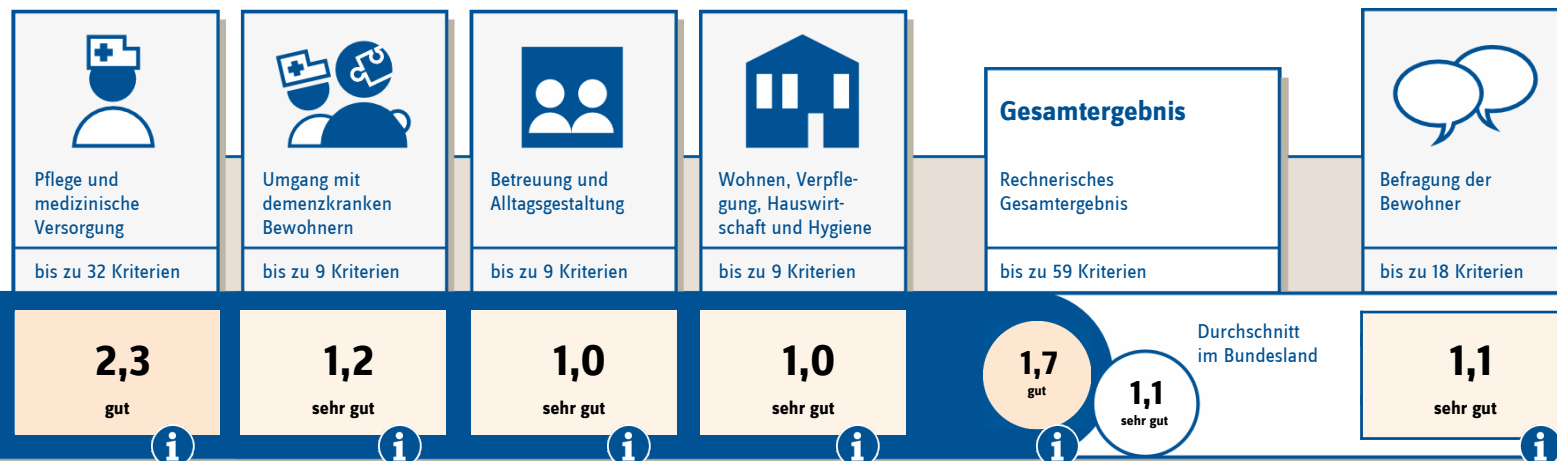 Pflege und
medizinische
Versorgung
bis zu 32 Kriterien
2,3
gut
i
Umgang mit
demenzkranken
Bewohnern
bis zu 9 Kriterien
1,2
sehr gut
i
Betreuung und
Alltagsgestaltung
bis zu 9 Kriterien
1,0
sehr gut
i
Wohnen, Verpfle-
gung, Hauswirt-
schaft und Hygiene
bis zu 9 Kriterien
1,0
sehr gut
i
Gesamtergebnis
Rechnerisches
Gesamtergebnis
bis zu 59 Kriterien
1,7
gut
i
Durchschnitt
im Bundesland
1,1
sehr gut
Befragung der
Bewohner
bis zu 18 Kriterien
1,1
sehr gut
i